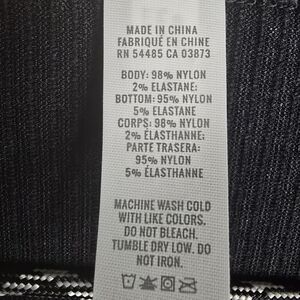 MADE IN CHINA
FABRIQUÉ EN CHINE
RN 54485 CA 03873
BODY: 98% NYLON
2% ELASTANE:
BOTTOM: 95% NYLON
5% ELASTANE
CORPS: 98% NYLON
2% ÉLASTHANNE:
PARTE TRASERA:
95% NYLON
5% ÉLASTHANNE
MACHINE WASH COLD
WITH LIKE COLORS.
DO NOT BLEACH.
TUMBLE DRY LOW. DO
NOT IRON.